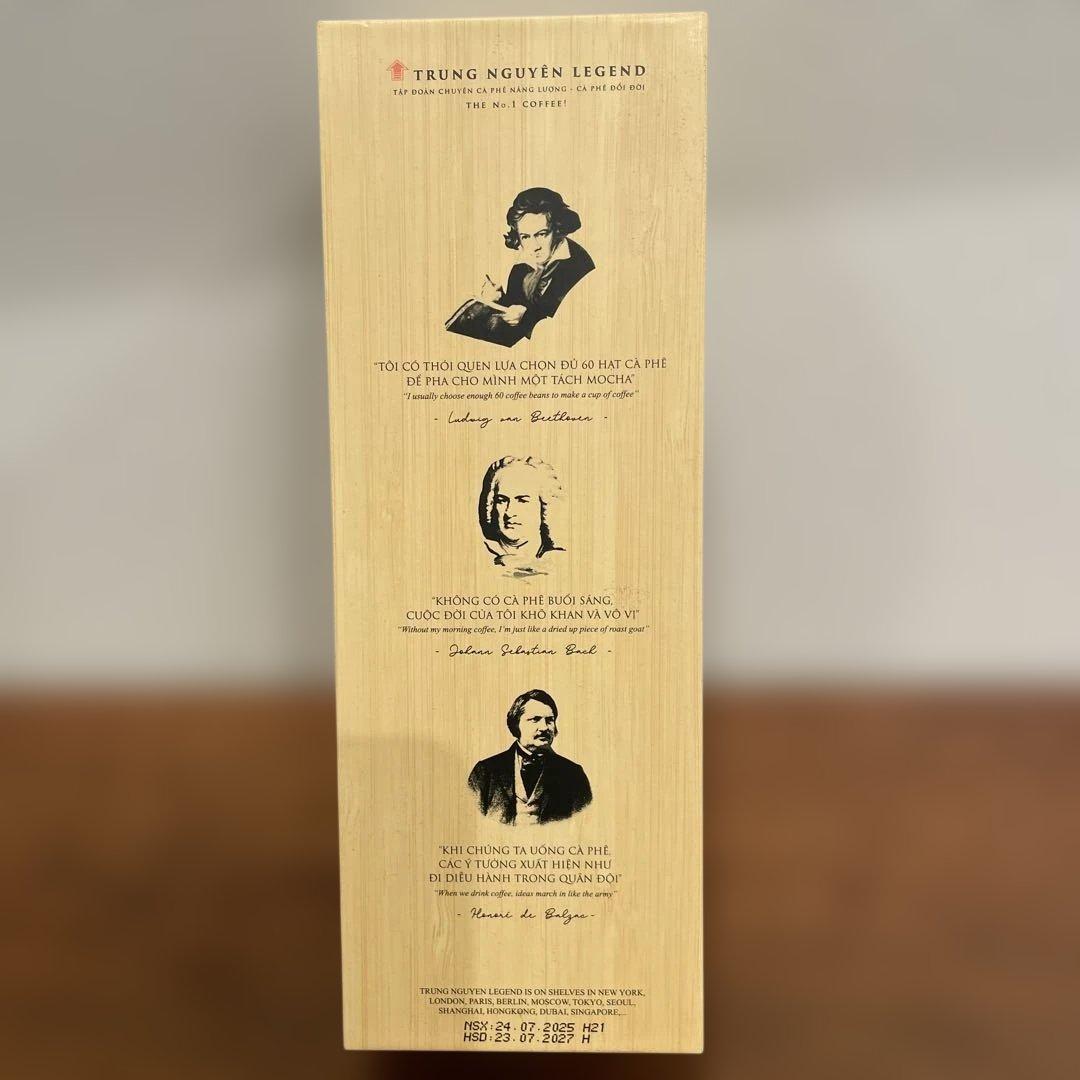 TRUNG NGUYÊN LEGEND
TẬP ĐOÀN CHUYÊN CÀ PHÊ NĂNG LƯỢNG - CÀ PHÊ ĐỔI ĐỜI
THE No.1 COFFEE!
"TÔI CÓ THÓI QUEN LỰA CHỌN ĐỦ 60 HẠT CÀ PHÊ
ĐỂ PHA CHO MÌNH MỘT TÁCH MOCHA"
"I usually choose enough 60 coffee beans to make a cup of coffee"
- Ludwig van Beethoven -
"KHÔNG CÓ CÀ PHÊ BUỔI SÁNG,
CUỘC ĐỜI CỦA TÔI KHÔ KHAN VÀ VÔ VỊ"
"Without my morning coffee, I'm just like a dried up piece of roast goat"
- Johann Sebastian Bach -
"KHI CHÚNG TA UỐNG CÀ PHÊ,
CÁC Ý TƯỞNG XUẤT HIỆN NHƯ
ĐI DIỄU HÀNH TRONG QUÂN ĐỘI"
"When we drink coffee, ideas march in like the army"
- Honoré de Balzac -
TRUNG NGUYEN LEGEND IS ON SHELVES IN NEW YORK,
LONDON, PARIS, BERLIN, MOSCOW, TOKYO, SEOUL,
SHANGHAI, HONGKONG, DUBAI, SINGAPORE,...
NSX:24.07.2025 H21
HSD:23.07.2027 H